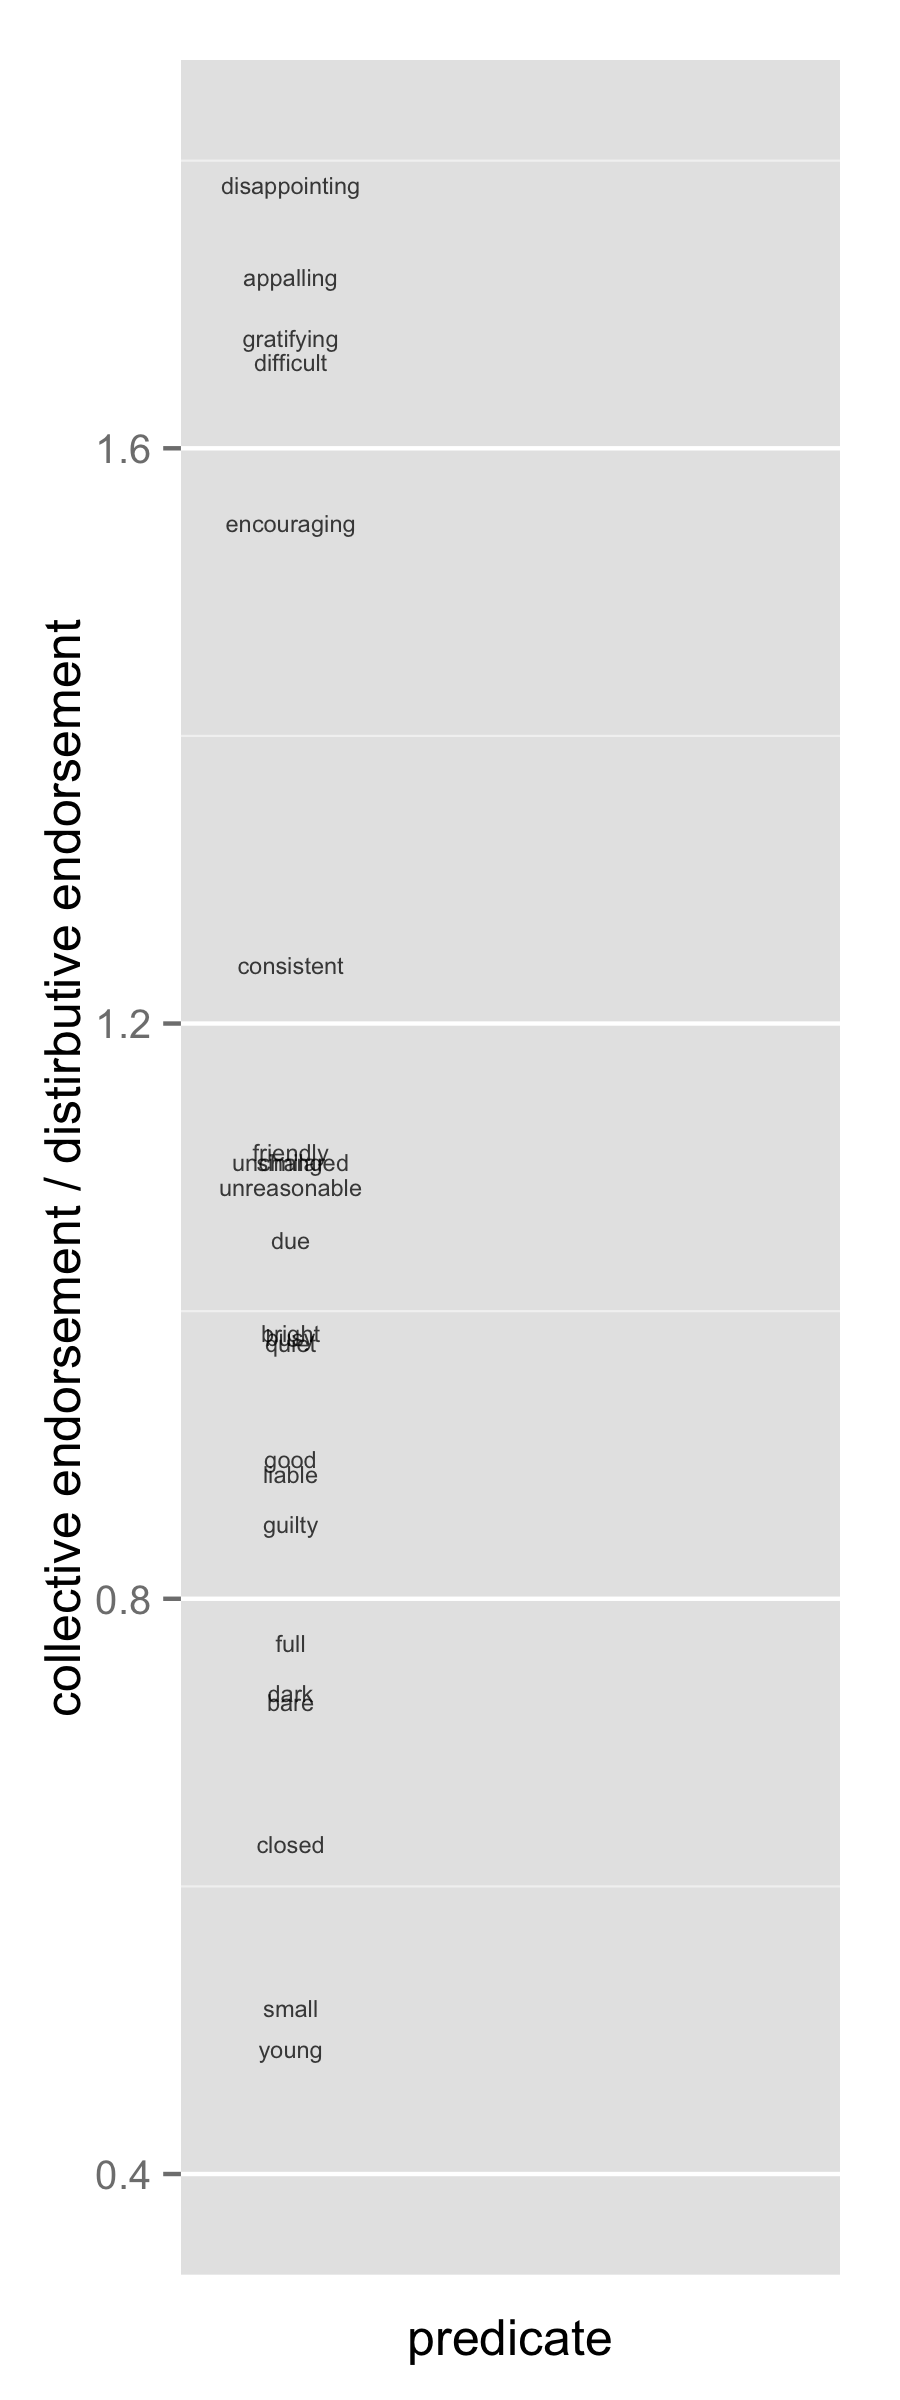 disappointing
appalling
gratifying
difficult
1.6
encouraging
collective endorsement / distirbutive endorsement
consistent
1.2
friendly
unchanged
similar
unreasonable
due
bright
busy
quiet
good
liable
guilty
0.8
full
dark
bare
closed
small
young
0.4
predicate